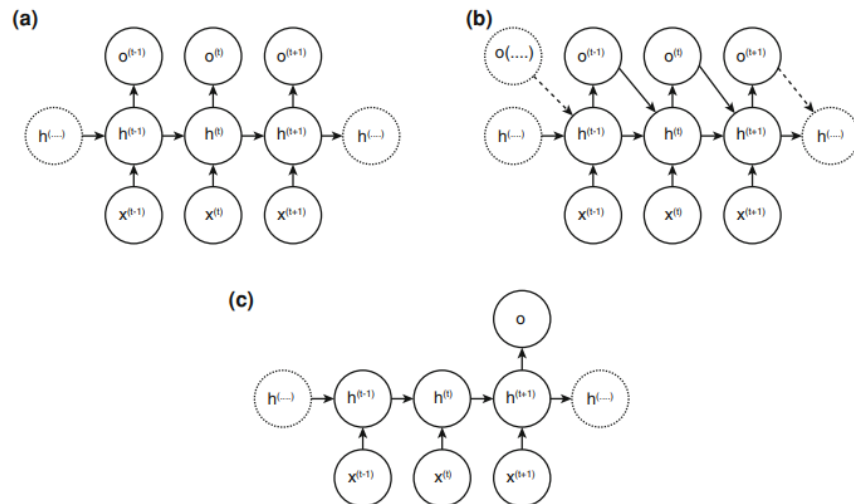 (a)
o(t-1) o(t) o(t+1)
h(....) h(t-1) h(t) h(t+1) h(....)
x(t-1) x(t) x(t+1)
(b)
o(....) o(t-1) o(t) o(t+1)
h(....) h(t-1) h(t) h(t+1) h(....)
x(t-1) x(t) x(t+1)
(c)
o
h(....) h(t-1) h(t) h(t+1) h(....)
x(t-1) x(t) x(t+1)